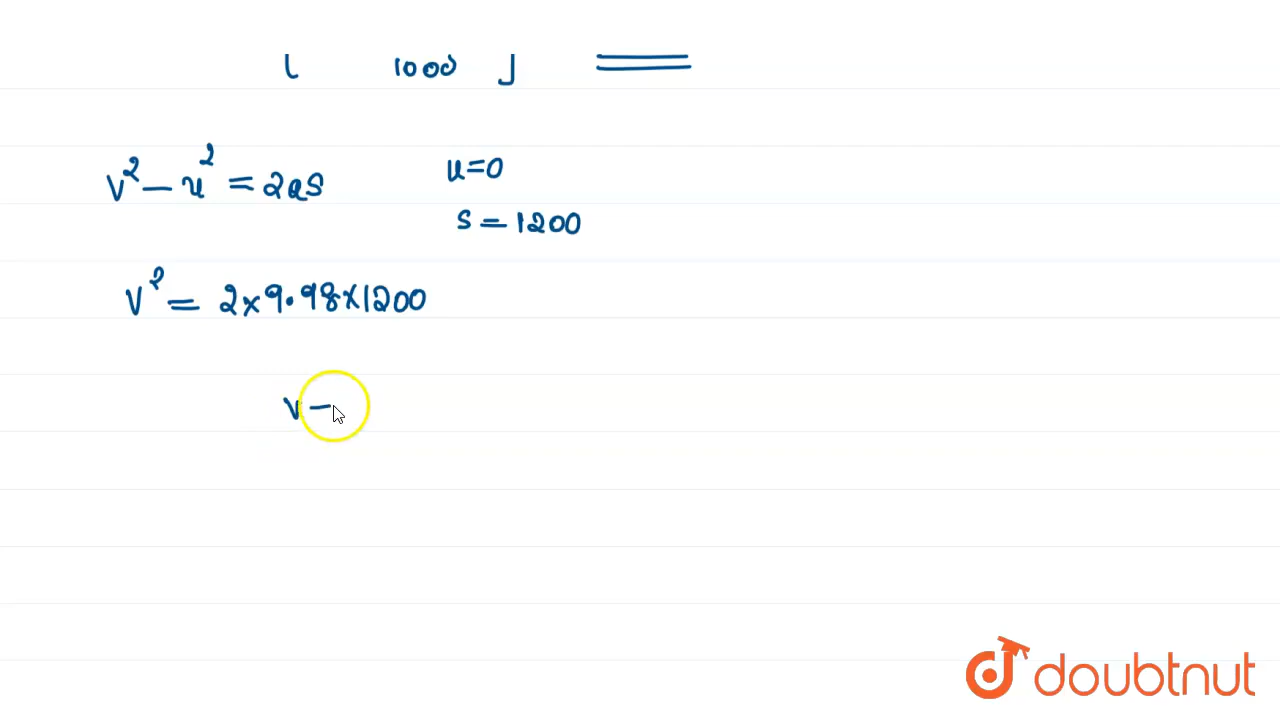 [ 1000 ]
v² - u² = 2as u=0
s = 1200
v² = 2×9.98×1200
v -
doubtnut